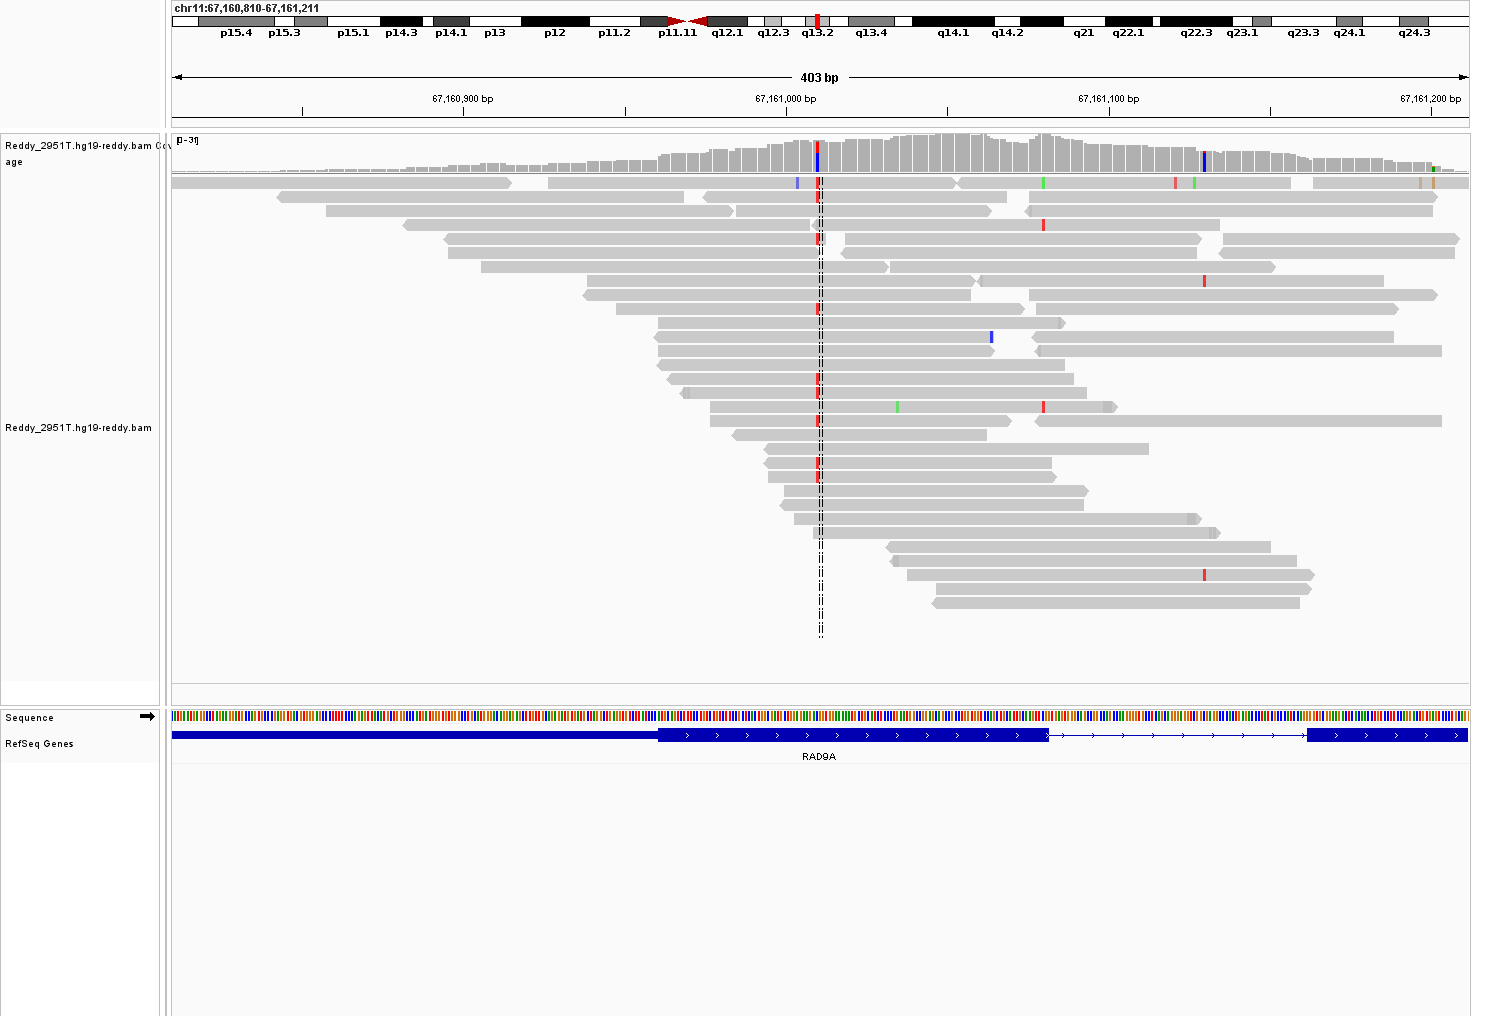 chr11:67,160,810-67,161,211
p15.4 p15.3 p15.1 p14.3 p14.1 p13 p12 p11.2 p11.11 q12.1 q12.3 q13.2 q13.4 q14.1 q14.2 q21 q22.1 q22.3 q23.1 q23.3 q24.1 q24.3
403 bp
67,160,900 bp 67,161,000 bp 67,161,100 bp 67,161,200 bp
[0-31]
Reddy_2951T.hg19-reddy.bam Cov
age
Reddy_2951T.hg19-reddy.bam
Sequence
RefSeq Genes
RAD9A